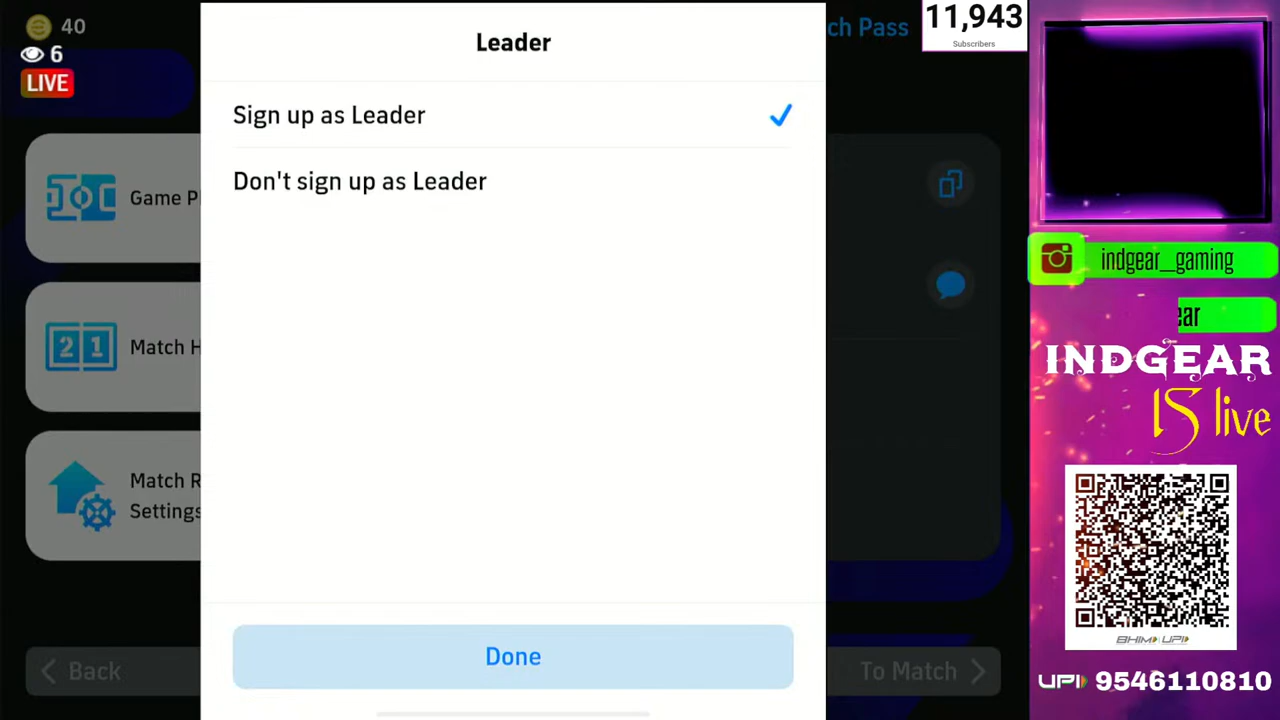 40
6
LIVE
Leader
Sign up as Leader
Don't sign up as Leader
Done
Game P
Match H
Match R
Settings
Back
ch Pass
To Match
11,943
Subscribers
indgear_gaming
ear
INDGEAR
IS live
BHIM UPI
UPI 9546110810